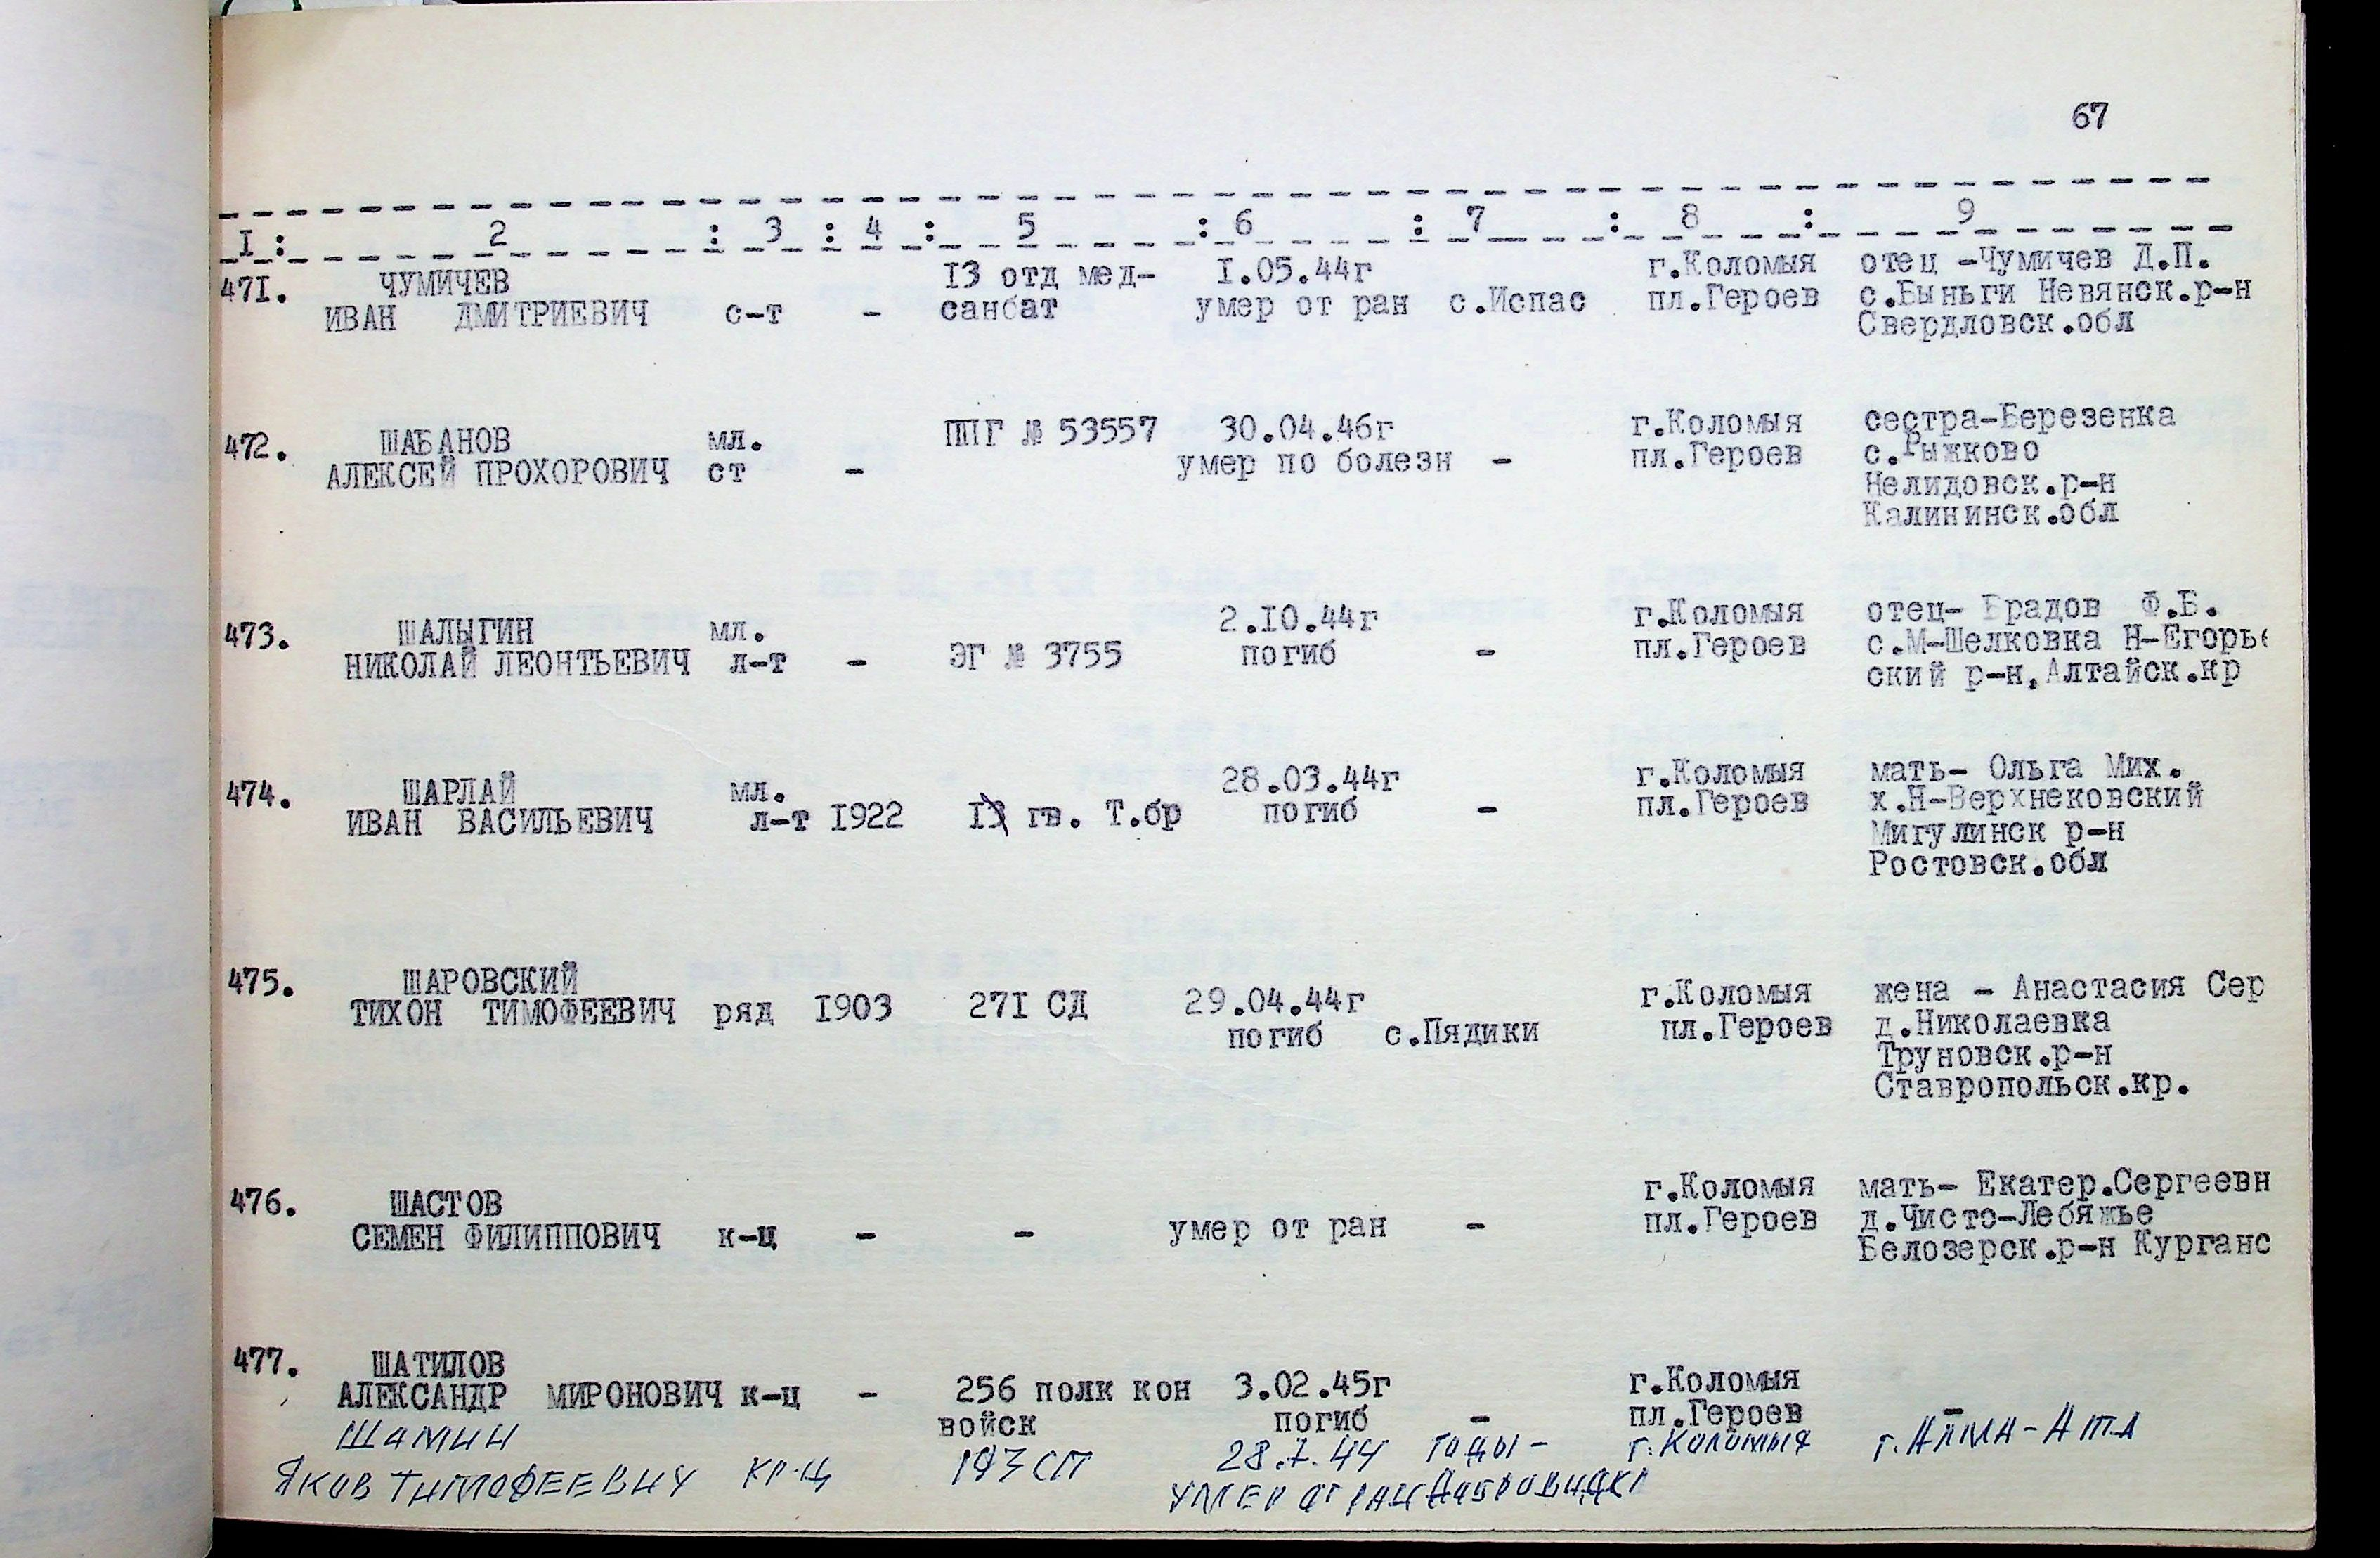 67
I : 2 : 3 : 4 : 5 : 6 : 7 : 8 : 9
471. ЧУМИЧЕВ 13 отд мед- I.05.44г г.Коломыя отец -Чумичев Д.П.
ИВАН ДМИТРИЕВИЧ с-т - санбат умер от ран с.Испас пл.Героев с.Быньги Невянск.р-н
Свердловск.обл
472. ШАБАНОВ мл. ППГ № 53557 30.04.46г г.Коломыя сестра-Березенка
АЛЕКСЕЙ ПРОХОРОВИЧ ст - умер по болезн - пл.Героев с.Рыжково
Нелидовск.р-н
Калининск.обл
473. ШАЛЫГИН мл. 2.I0.44г г.Коломыя отец- Брадов Ф.Б.
НИКОЛАЙ ЛЕОНТЬЕВИЧ л-т - ЭГ № 3755 погиб - пл.Героев с.М-Шелковка Н-Егорье
ский р-н,Алтайск.кр
474. ШАРЛАЙ мл. 28.03.44г г.Коломыя мать- Ольга Мих.
ИВАН ВАСИЛЬЕВИЧ л-т I922 I3 гв. Т.бр погиб - пл.Героев х.Н-Верхнековский
Мигулинск р-н
Ростовск.обл
475. ШАРОВСКИЙ г.Коломыя жена - Анастасия Сер
ТИХОН ТИМОФЕЕВИЧ ряд I903 27I СД 29.04.44г пл.Героев д.Николаевка
погиб с.Пядики Труновск.р-н
Ставропольск.кр.
476. ШАСТОВ г.Коломыя мать- Екатер.Сергеевн
СЕМЕН ФИЛИППОВИЧ к-ц - - умер от ран - пл.Героев д.Чисто-Лебяжье
Белозерск.р-н Курганс
477. ШАТИЛОВ г.Коломыя
АЛЕКСАНДР МИРОНОВИЧ к-ц - 256 полк кон 3.02.45г пл.Героев -
войск погиб -
Шамин 28.7.44 г.Коломыя г.Алма-Ата
Яков Тимофеевич кр-ц 193 СП умер от ран